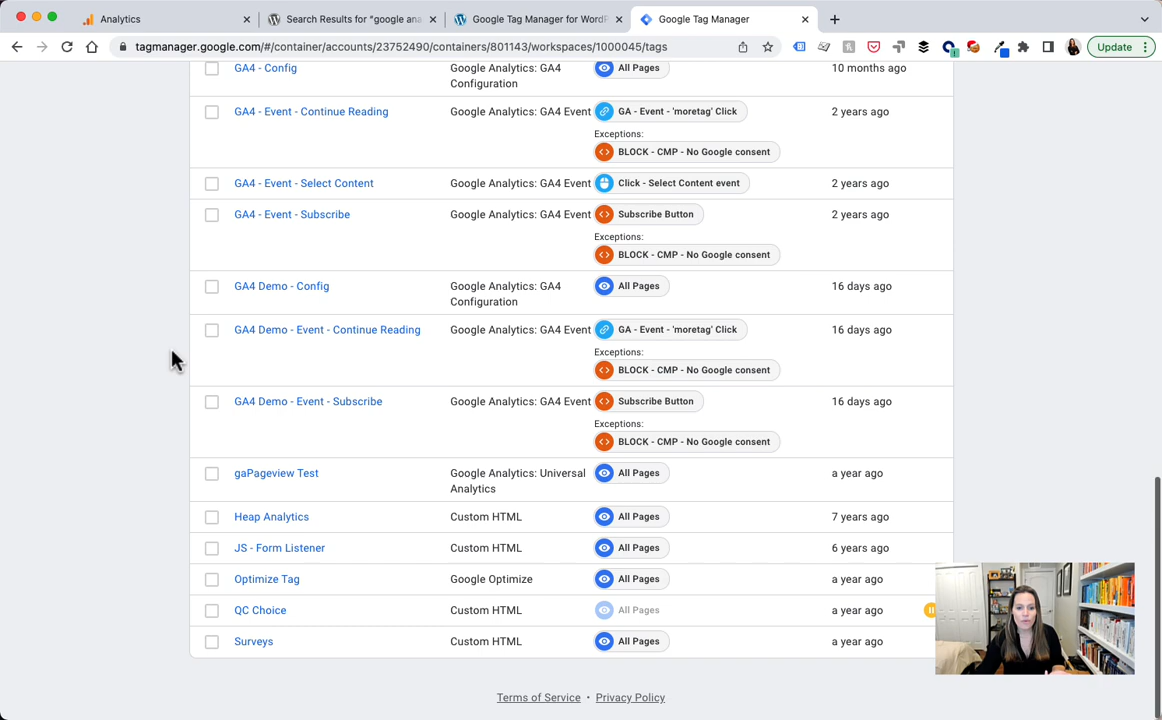 Analytics
Search Results for "google ana
Google Tag Manager for WordP
Google Tag Manager
tagmanager.google.com/#/container/accounts/23752490/containers/801143/workspaces/1000045/tags
Update
GA4 - Config
Google Analytics: GA4 Configuration
All Pages
10 months ago
GA4 - Event - Continue Reading
Google Analytics: GA4 Event
GA - Event - 'moretag' Click
2 years ago
Exceptions:
BLOCK - CMP - No Google consent
GA4 - Event - Select Content
Google Analytics: GA4 Event
Click - Select Content event
2 years ago
GA4 - Event - Subscribe
Google Analytics: GA4 Event
Subscribe Button
2 years ago
Exceptions:
BLOCK - CMP - No Google consent
GA4 Demo - Config
Google Analytics: GA4 Configuration
All Pages
16 days ago
GA4 Demo - Event - Continue Reading
Google Analytics: GA4 Event
GA - Event - 'moretag' Click
16 days ago
Exceptions:
BLOCK - CMP - No Google consent
GA4 Demo - Event - Subscribe
Google Analytics: GA4 Event
Subscribe Button
16 days ago
Exceptions:
BLOCK - CMP - No Google consent
gaPageview Test
Google Analytics: Universal Analytics
All Pages
a year ago
Heap Analytics
Custom HTML
All Pages
7 years ago
JS - Form Listener
Custom HTML
All Pages
6 years ago
Optimize Tag
Google Optimize
All Pages
a year ago
QC Choice
Custom HTML
All Pages
a year ago
Surveys
Custom HTML
All Pages
a year ago
Terms of Service • Privacy Policy